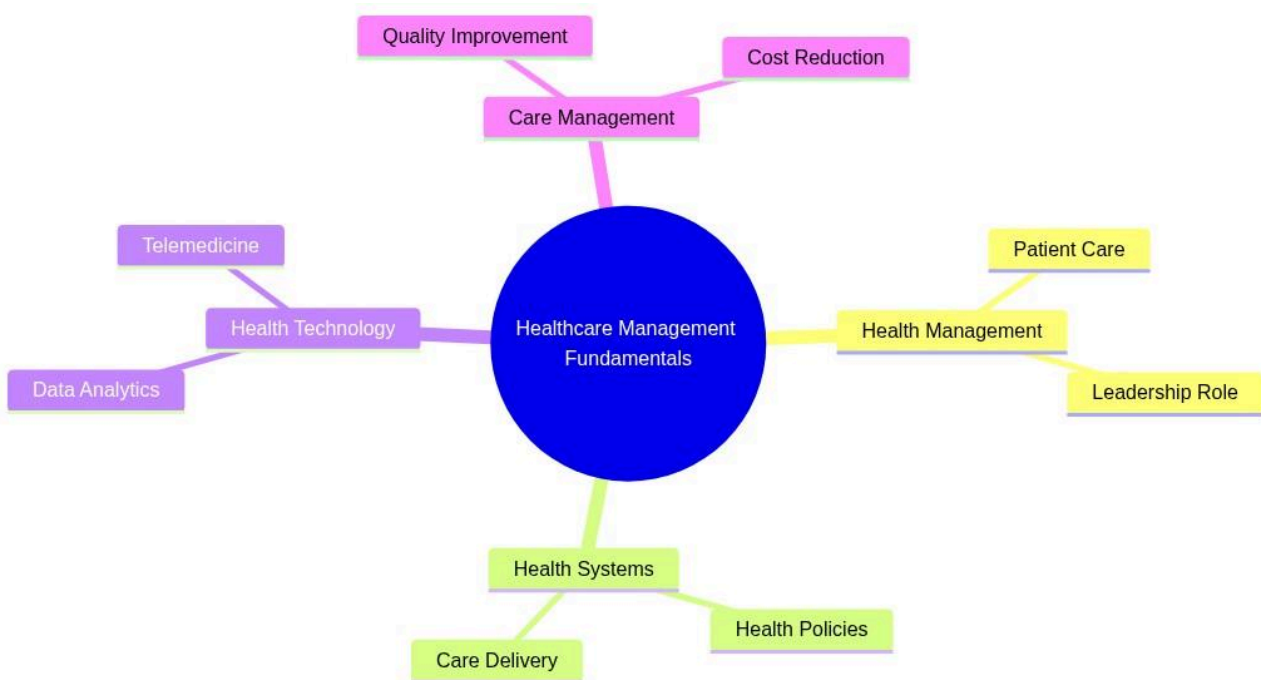 Quality Improvement
Cost Reduction
Care Management
Telemedicine
Patient Care
Health Technology
Healthcare Management
Fundamentals
Health Management
Data Analytics
Leadership Role
Health Systems
Health Policies
Care Delivery